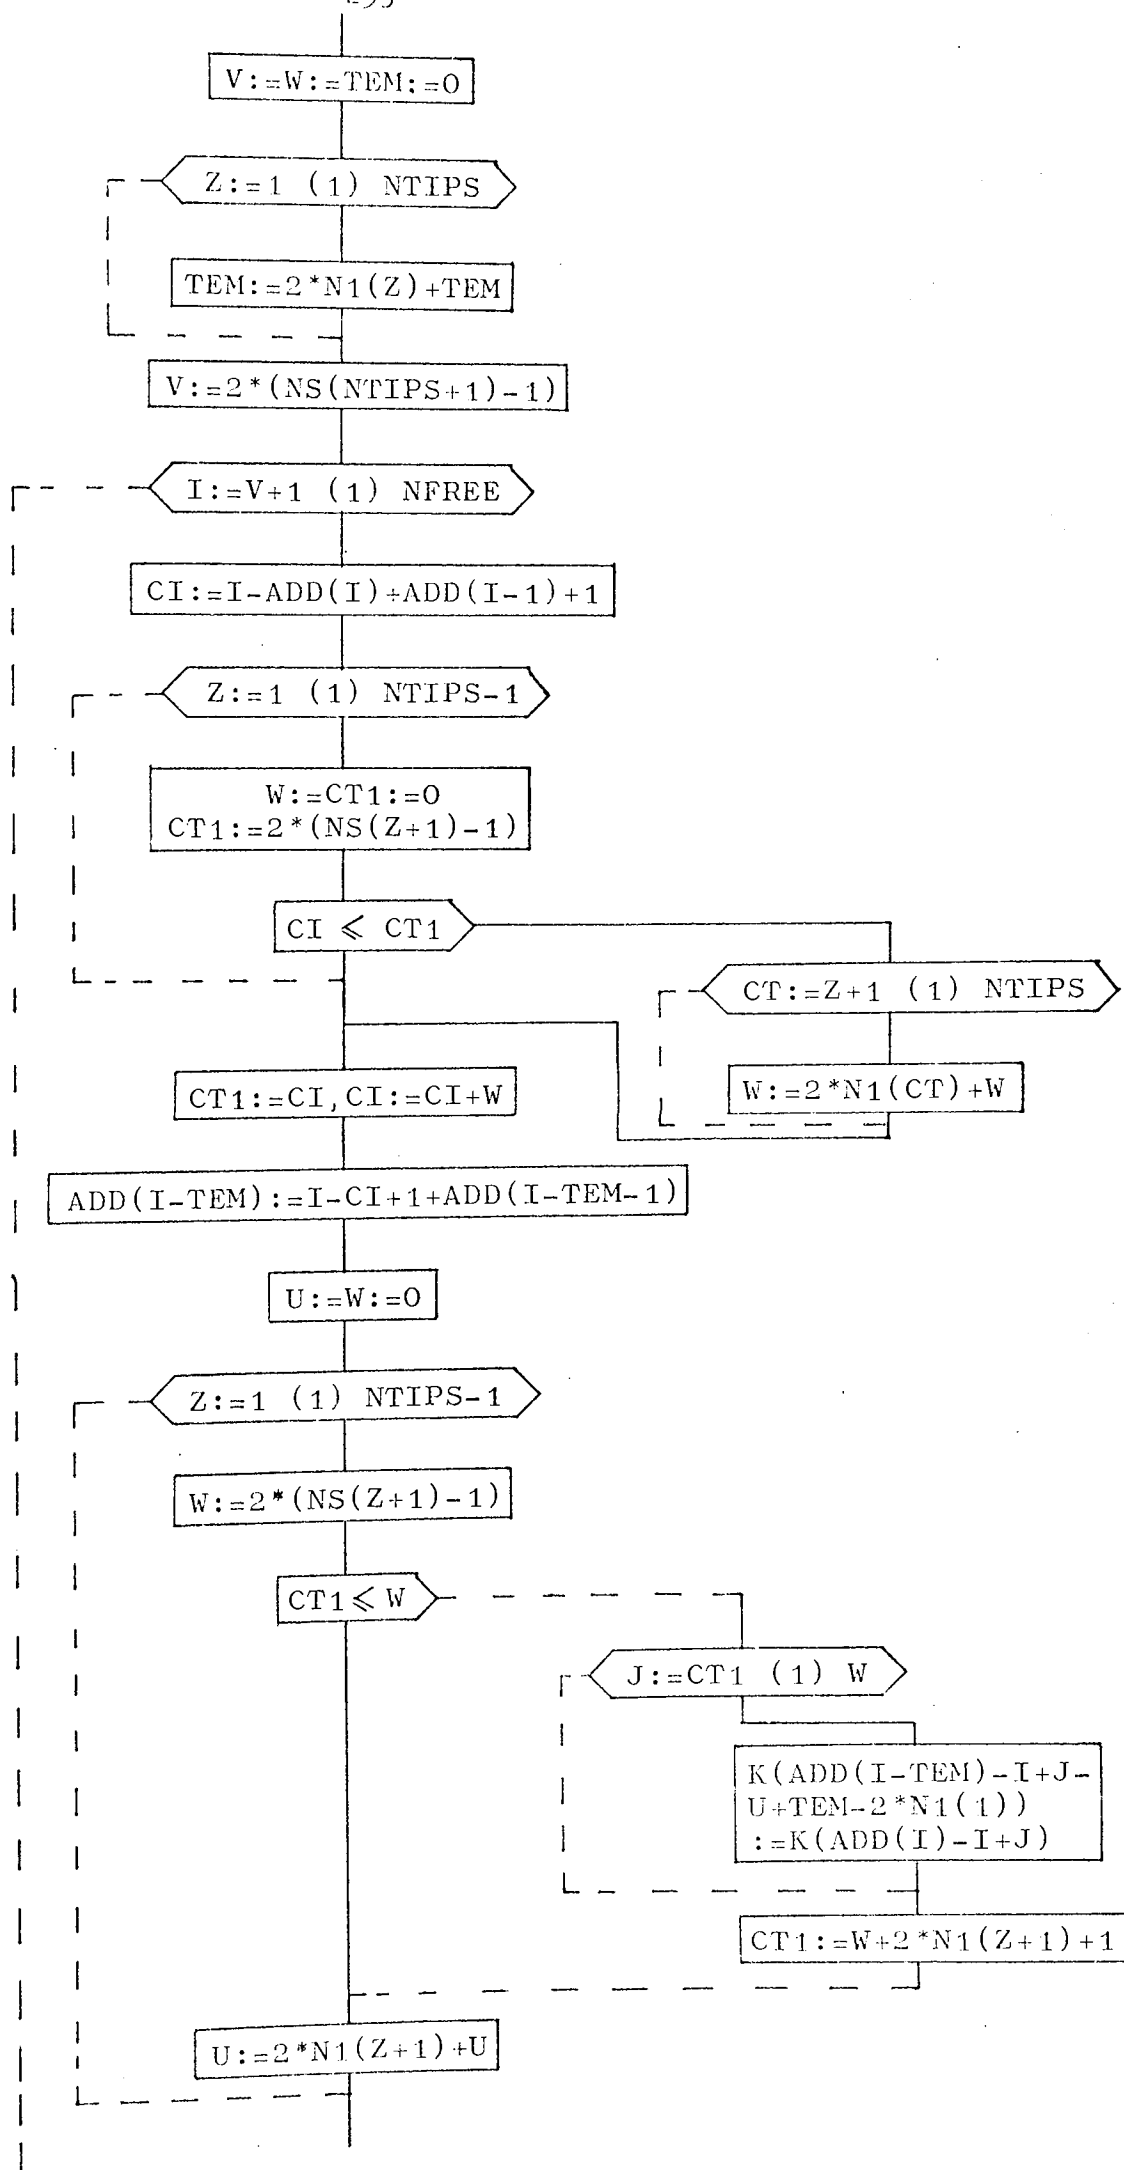 V:=W:=TEM:=0
Z:=1 (1) NTIPS
TEM:=2*N1(Z)+TEM
V:=2*(NS(NTIPS+1)-1)
I:=V+1 (1) NFREE
CI:=I-ADD(I)+ADD(I-1)+1
Z:=1 (1) NTIPS-1
W:=CT1:=0
CT1:=2*(NS(Z+1)-1)
CI ⩽ CT1
CT:=Z+1 (1) NTIPS
W:=2*N1(CT)+W
CT1:=CI,CI:=CI+W
ADD(I-TEM):=I-CI+1+ADD(I-TEM-1)
U:=W:=0
Z:=1 (1) NTIPS-1
W:=2*(NS(Z+1)-1)
CT1⩽ W
J:=CT1 (1) W
K(ADD(I-TEM)-I+J-
U+TEM-2*N1(1))
:=K(ADD(I)-I+J)
CT1:=W+2*N1(Z+1)+1
U:=2*N1(Z+1)+U